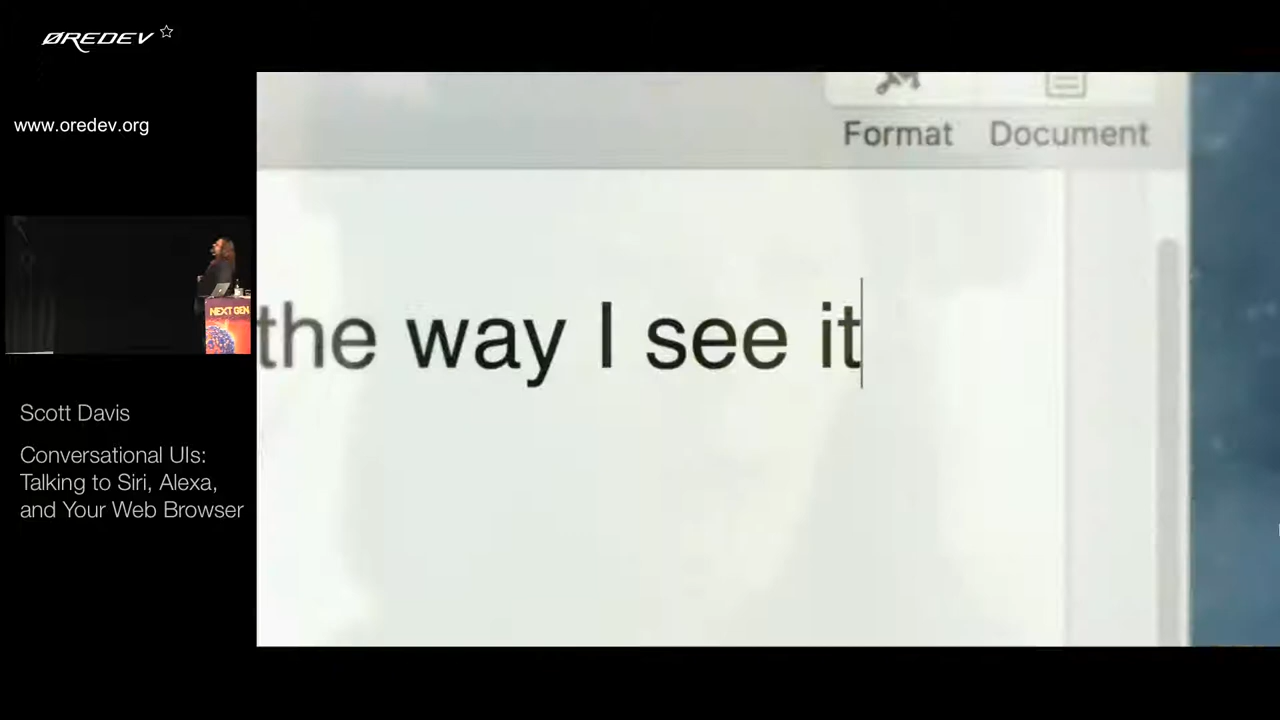 ØREDEV
www.oredev.org
Format Document
the way I see it
NEXT GEN
Scott Davis
Conversational UIs:
Talking to Siri, Alexa,
and Your Web Browser